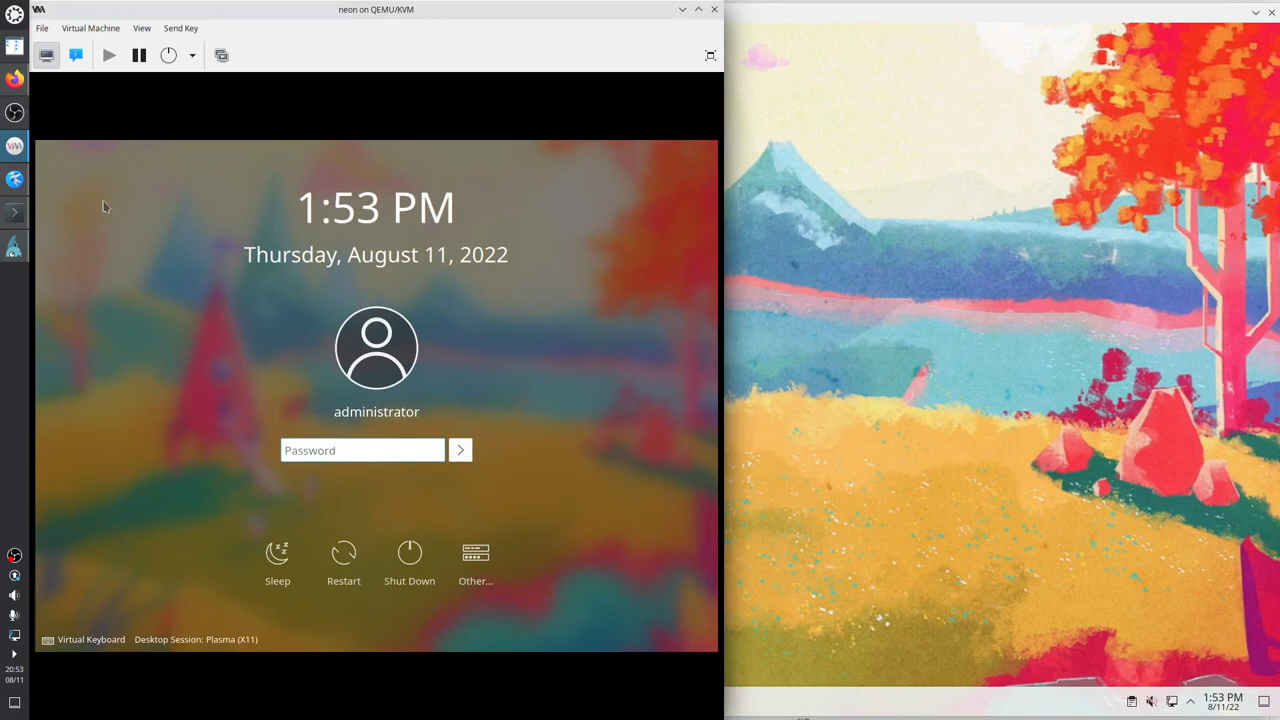 neon on QEMU/KVM
File Virtual Machine View Send Key
1:53 PM
Thursday, August 11, 2022
administrator
Password
Sleep Restart Shut Down Other...
Virtual Keyboard Desktop Session: Plasma (X11)
20:53
08/11
1:53 PM
8/11/22